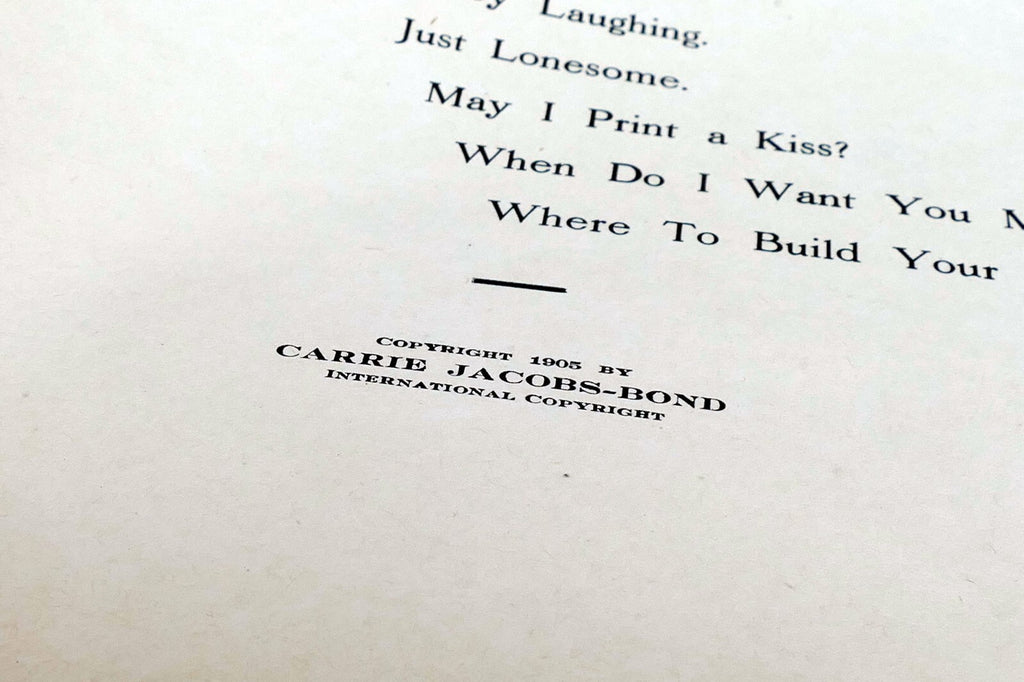 Laughing.
Just Lonesome.
May I Print a Kiss?
When Do I Want You
Where To Build Your
COPYRIGHT 1905 BY
CARRIE JACOBS-BOND
INTERNATIONAL COPYRIGHT